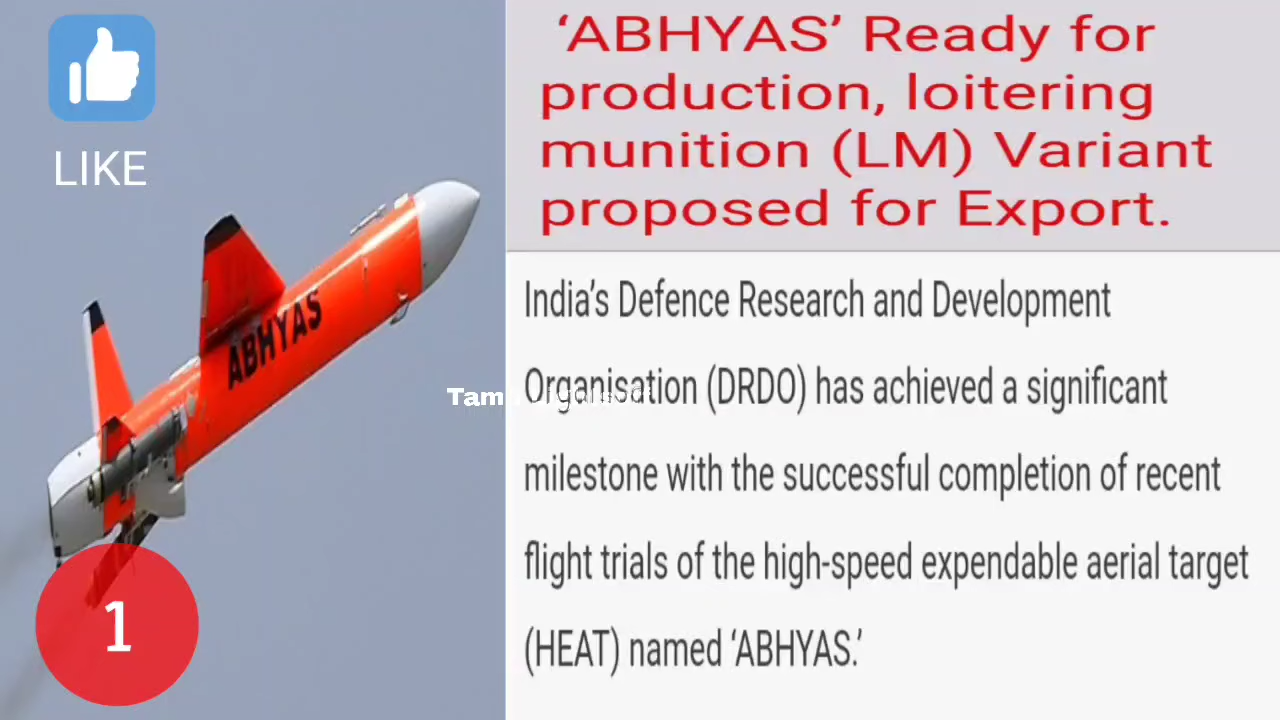 LIKE
ABHYAS
1
‘ABHYAS’ Ready for
production, loitering
munition (LM) Variant
proposed for Export.
India’s Defence Research and Development
Organisation (DRDO) has achieved a significant
milestone with the successful completion of recent
flight trials of the high-speed expendable aerial target
(HEAT) named ‘ABHYAS.’